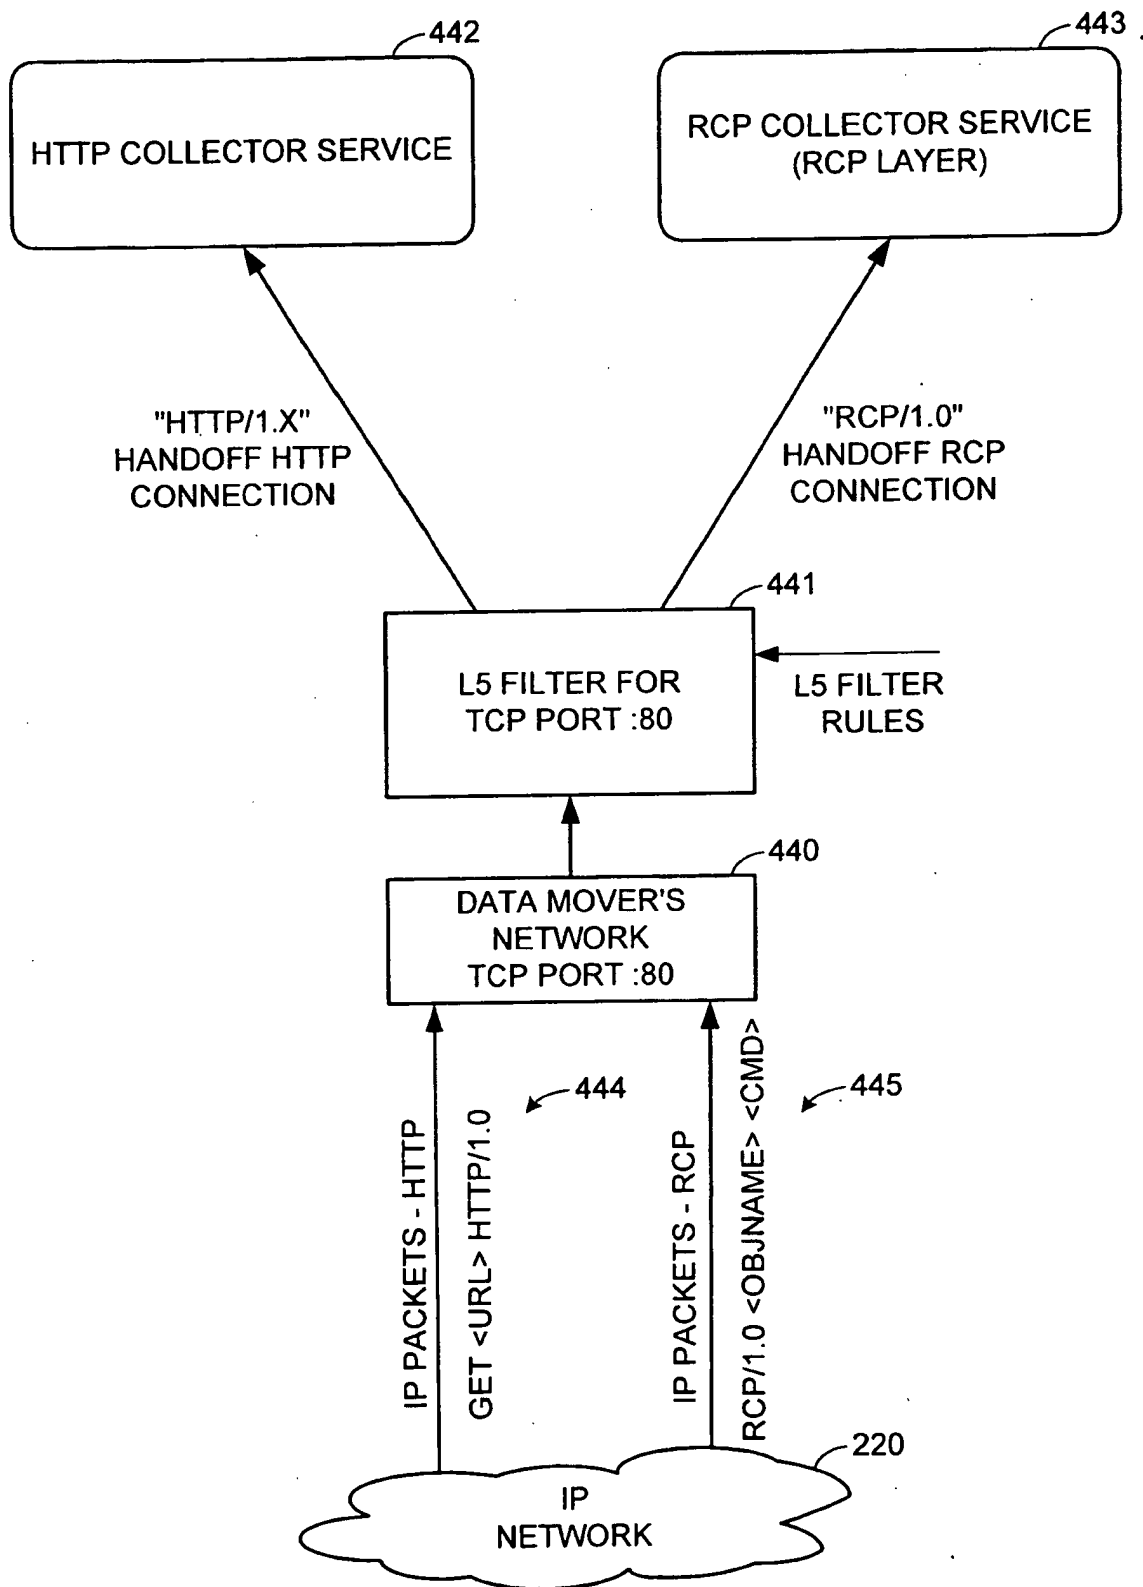 442
443
HTTP COLLECTOR SERVICE
RCP COLLECTOR SERVICE
(RCP LAYER)
"HTTP/1.X"
HANDOFF HTTP
CONNECTION
"RCP/1.0"
HANDOFF RCP
CONNECTION
441
L5 FILTER FOR
TCP PORT :80
L5 FILTER
RULES
440
DATA MOVER'S
NETWORK
TCP PORT :80
IP PACKETS - HTTP
GET <URL> HTTP/1.0
444
IP PACKETS - RCP
RCP/1.0 <OBJNAME> <CMD>
445
220
IP
NETWORK